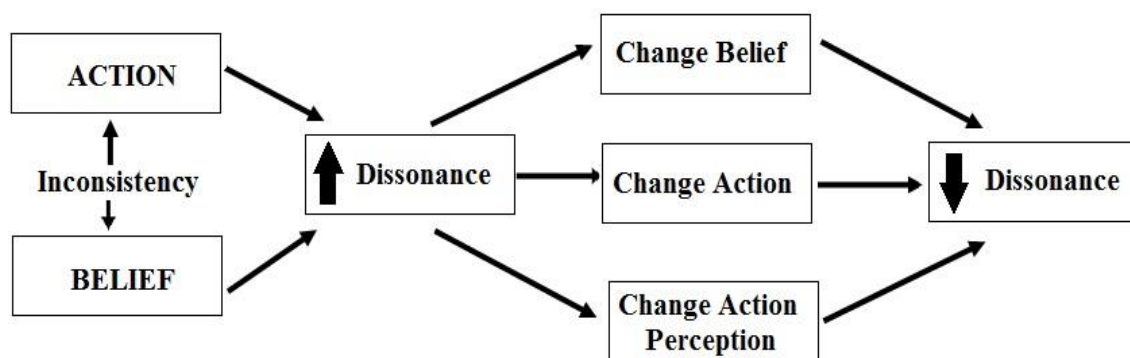 ACTION
Inconsistency
BELIEF
Dissonance
Change Belief
Change Action
Change Action
Perception
Dissonance